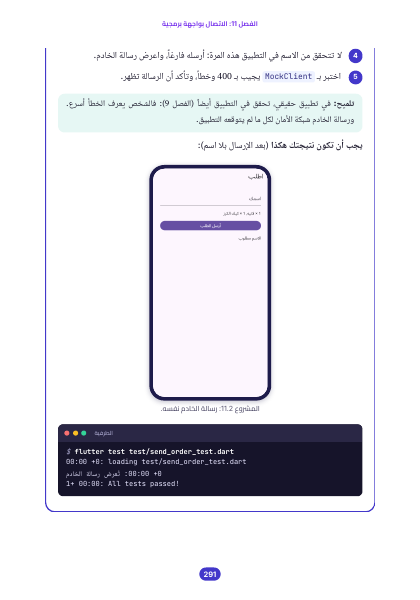 الفصل 11: الاتصال بواجهة برمجية
4 لا تتحقق من الاسم في التطبيق هذه المرة: أرسله فارغاً، واعرض رسالة الخادم.
5 اختبر بـ MockClient يجيب بـ 400 وخطأ، وتأكد أن الرسالة تظهر.
تلميح: في تطبيق حقيقي، تحقق في التطبيق أيضاً (الفصل 9): فالشخص يعرف الخطأ أسرع.
ورسالة الخادم شبكة الأمان لكل ما لم يتوقعه التطبيق.
يجب أن تكون نتيجتك هكذا (بعد الإرسال بلا اسم):
اطلب
اسمك
أرسل الطلب
الاسم مطلوب
المشروع 11.2: رسالة الخادم نفسه.
الطرفية
$ flutter test test/send_order_test.dart
00:00 +0: loading test/send_order_test.dart
00:00 +0: تُعرض رسالة الخادم
00:00 +1: All tests passed!
291